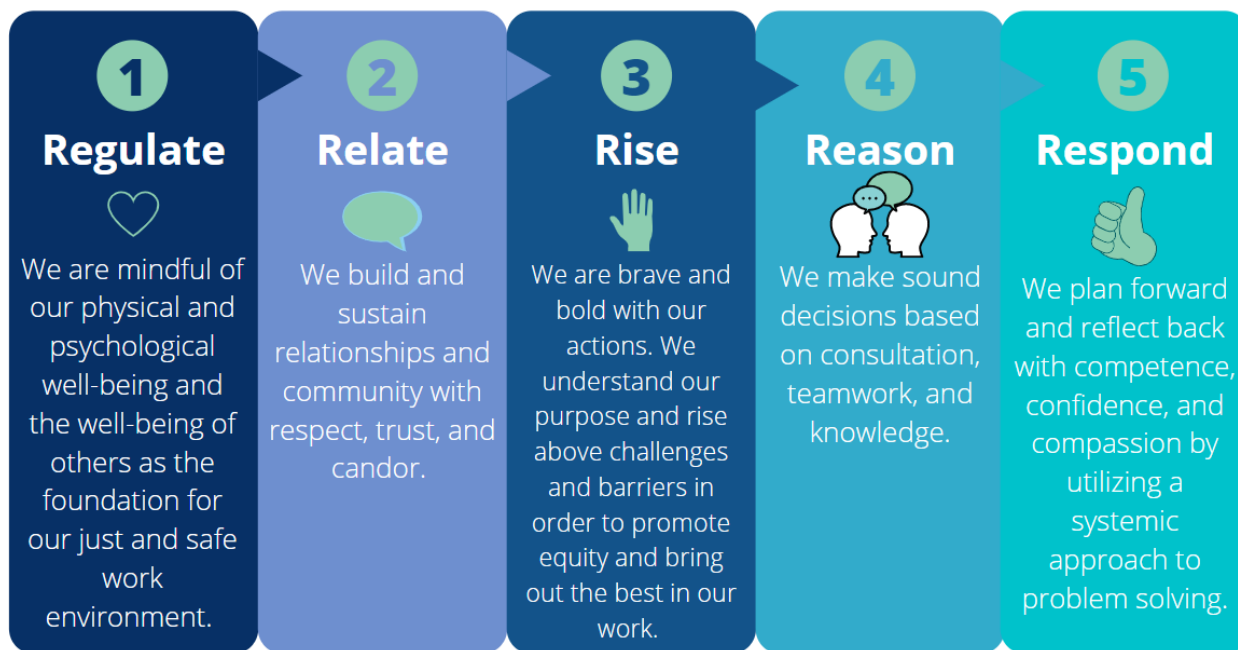 1
Regulate
We are mindful of
our physical and
psychological
well-being and
the well-being of
others as the
foundation for
our just and safe
work
environment.
2
Relate
We build and
sustain
relationships and
community with
respect, trust, and
candor.
3
Rise
We are brave and
bold with our
actions. We
understand our
purpose and rise
above challenges
and barriers in
order to promote
equity and bring
out the best in our
work.
4
Reason
We make sound
decisions based
on consultation,
teamwork, and
knowledge.
5
Respond
We plan forward
and reflect back
with competence,
confidence, and
compassion by
utilizing a
systemic
approach to
problem solving.